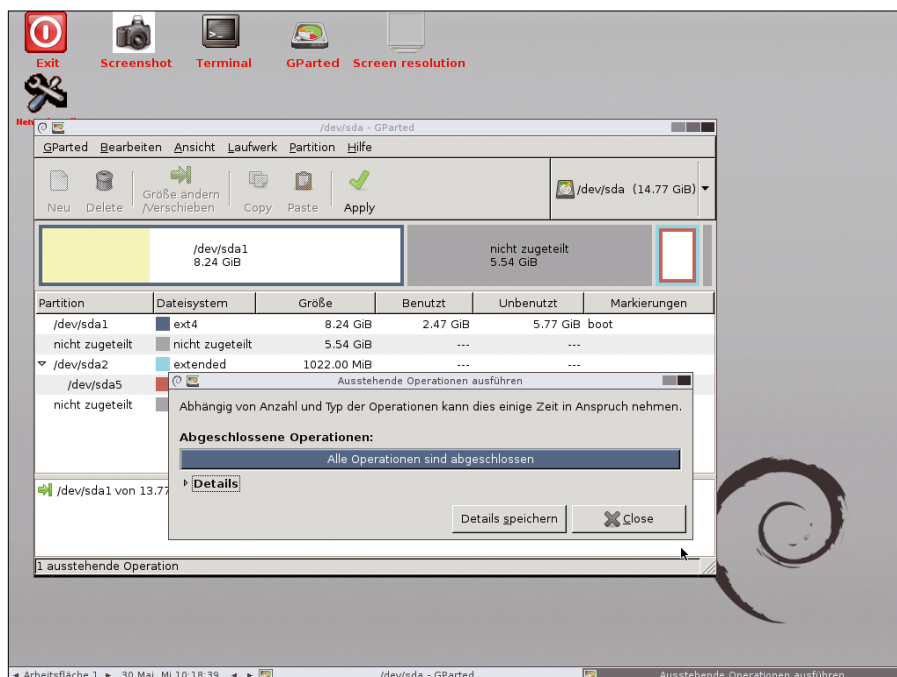 Exit Screenshot Terminal GParted Screen resolution
/dev/sda - GParted
GParted Bearbeiten Ansicht Laufwerk Partition Hilfe
Neu Delete Größe ändern /Verschieben Copy Paste Apply
/dev/sda (14.77 GiB)
/dev/sda1
8.24 GiB
nicht zugeteilt
5.54 GiB
Partition Dateisystem Größe Benutzt Unbenutzt Markierungen
/dev/sda1 ext4 8.24 GiB 2.47 GiB 5.77 GiB boot
nicht zugeteilt nicht zugeteilt 5.54 GiB --- ---
/dev/sda2 extended 1022.00 MiB --- ---
/dev/sda5
nicht zugeteilt
Ausstehende Operationen ausführen
Abhängig von Anzahl und Typ der Operationen kann dies einige Zeit in Anspruch nehmen.
Abgeschlossene Operationen:
Alle Operationen sind abgeschlossen
Details
Details speichern Close
/dev/sda1 von 13.77
1 ausstehende Operation
Arbeitsfläche 1 30 Mai, Mi 10:18:39 /dev/sda - GParted Ausstehende Operationen ausführen